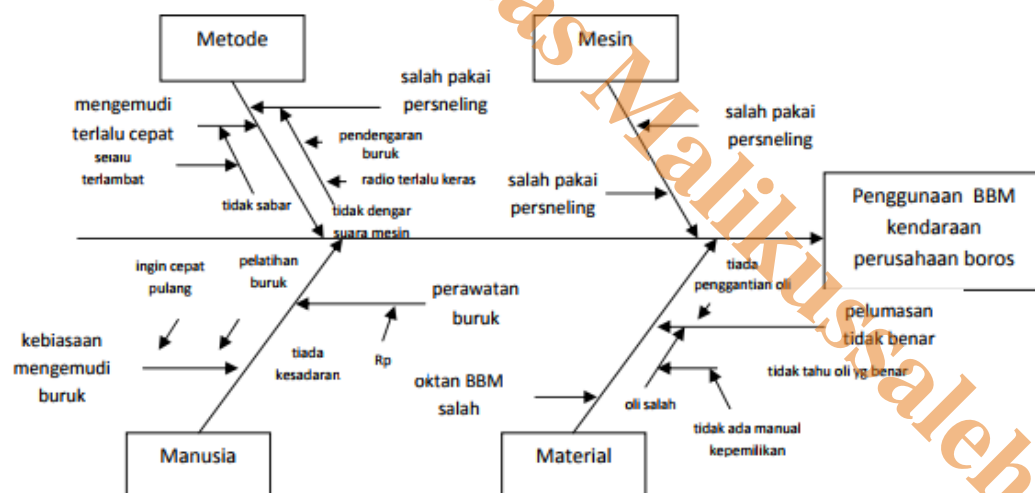 Metode
Mesin
salah pakai
persneling
mengemudi
terlalu cepat
selalu
terlambat
pendengaran
buruk
radio terlalu keras
tidak sabar
tidak dengar
suara mesin
salah pakai
persneling
salah pakai
persneling
Penggunaan BBM
kendaraan
perusahaan boros
ingin cepat
pulang
pelatihan
buruk
perawatan
buruk
Rp
kebiasaan
mengemudi
buruk
tiada
kesadaran
Manusia
tiada
penggantian oli
pelumasan
tidak benar
tidak tahu oli yg benar
oktan BBM
salah
oli salah
tidak ada manual
kepemilikan
Material
as Malikussaleh